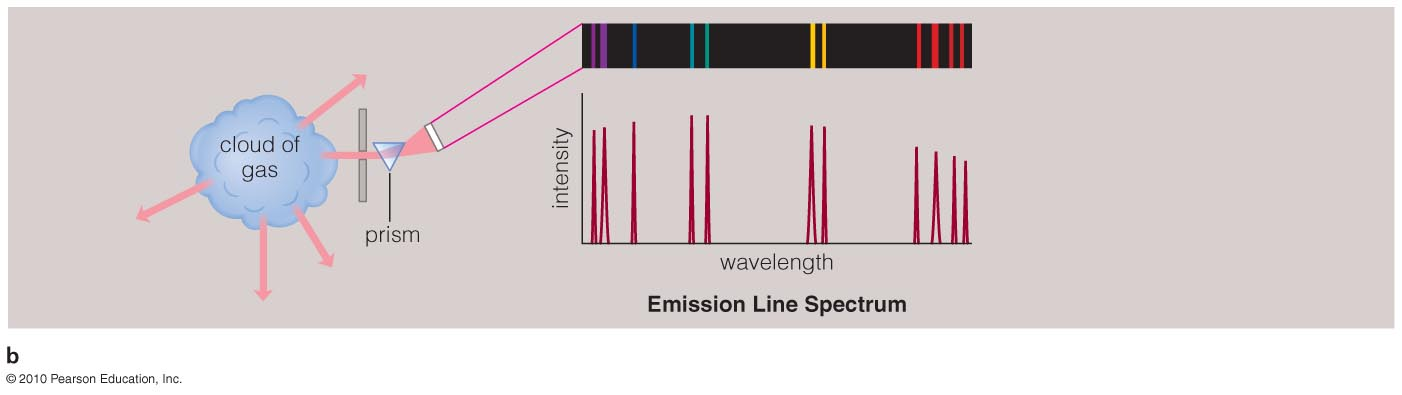 cloud of
gas
prism
intensity
wavelength
Emission Line Spectrum
b
© 2010 Pearson Education, Inc.